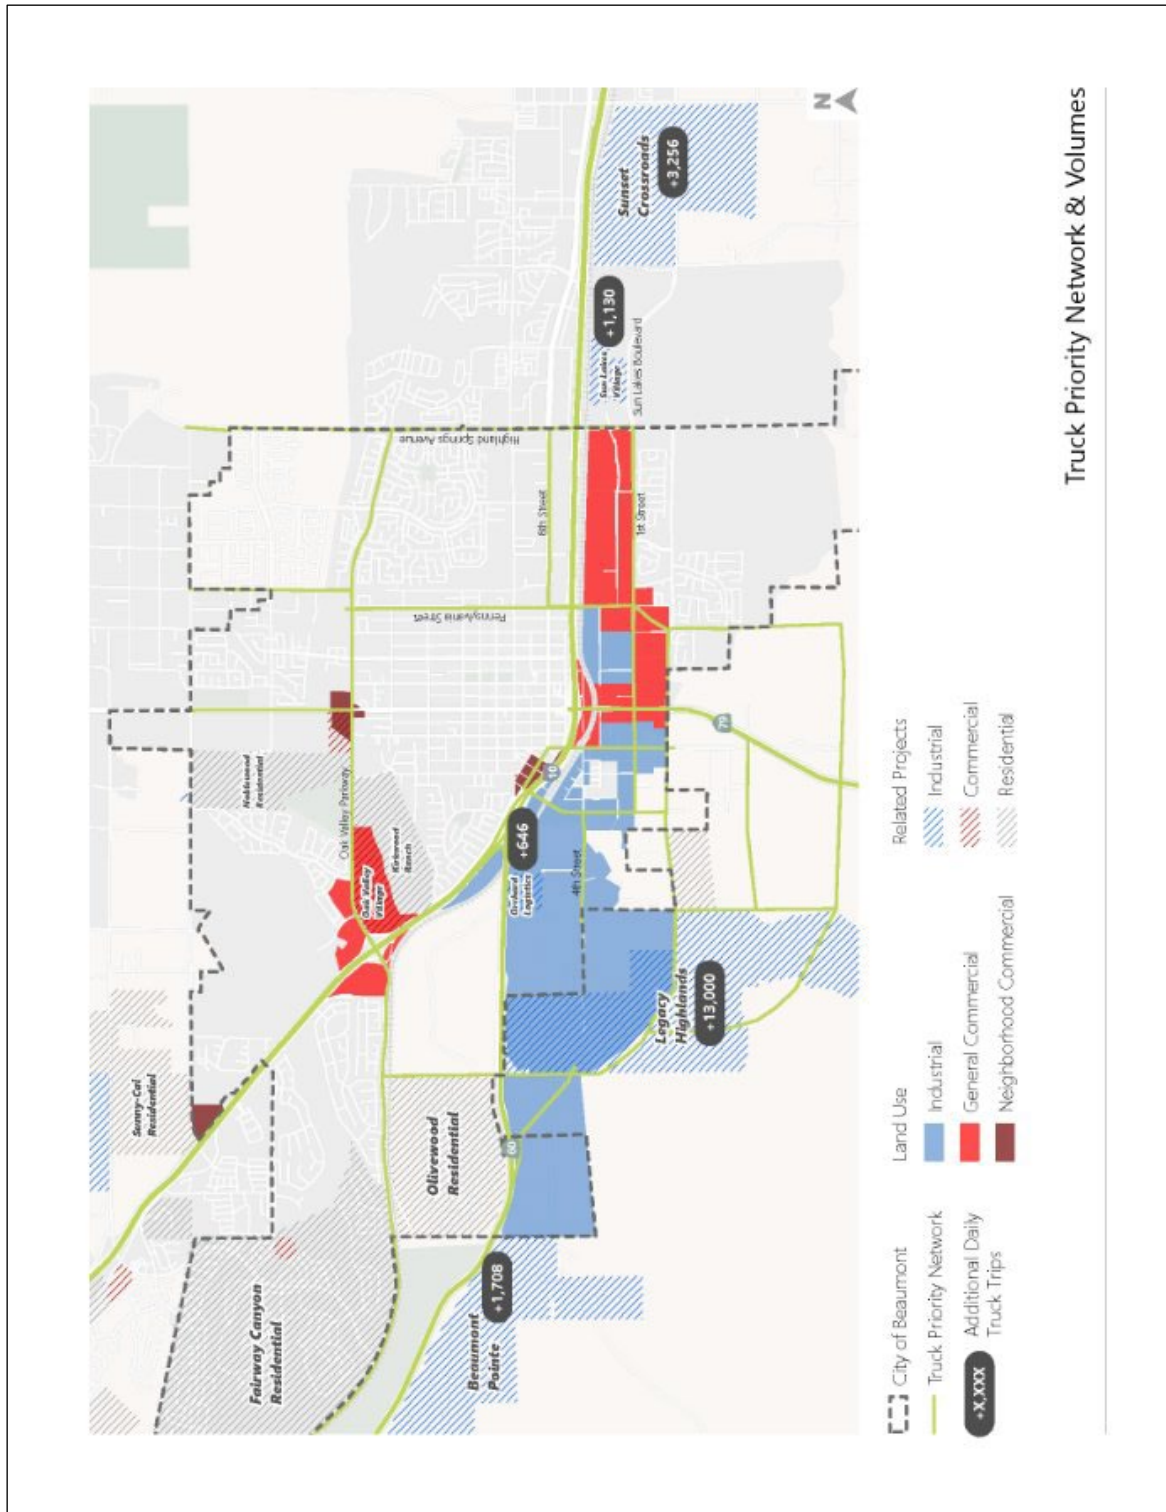 N
Sunset
Crossroads
+3,256
+1,130
Sun Lakes
Village
Sun Lakes Boulevard
Highland Springs Avenue
8th Street
1st Street
Pennsylvania Street
Noblewood
Residential
Oak Valley Parkway
Kirkwood
Ranch
Oak Valley
Village
10
79
+646
Orchard
Logistics
4th Street
Legacy
Highlands
+13,000
Sunny-Cal
Residential
Olivewood
Residential
60
Fairway Canyon
Residential
Beaumont
Pointe
+1,708
City of Beaumont
Truck Priority Network
+X,XXX
Additional Daily
Truck Trips
Land Use
Industrial
General Commercial
Neighborhood Commercial
Related Projects
Industrial
Commercial
Residential
Truck Priority Network & Volumes